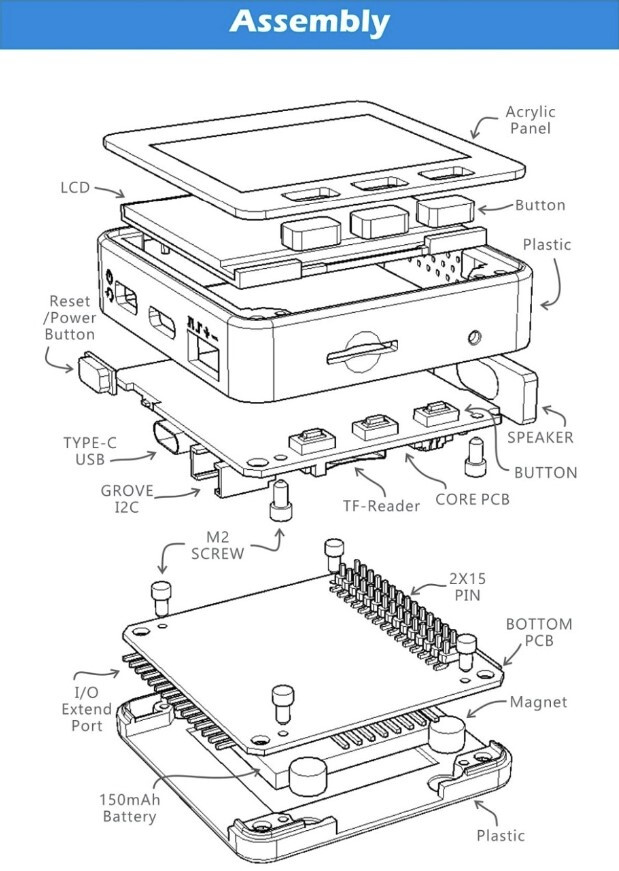 Assembly
Acrylic
Panel
LCD
Button
Plastic
Reset
/Power
Button
SPEAKER
TYPE-C
USB
BUTTON
GROVE
I2C
TF-Reader
CORE PCB
M2
SCREW
2X15
PIN
BOTTOM
PCB
I/O
Extend
Port
Magnet
150mAh
Battery
Plastic